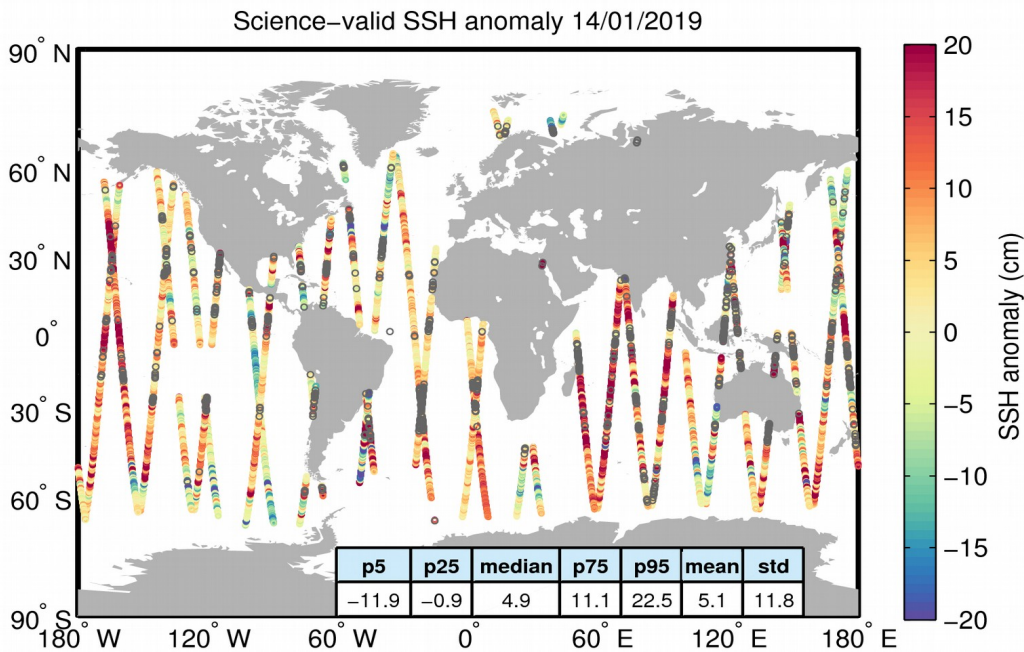 Science−valid SSH anomaly 14/01/2019
90° N
60° N
30° N
0°
30° S
60° S
90° S
180° W
120° W
60° W
0°
60° E
120° E
180° E
p5 p25 median p75 p95 mean std
−11.9 −0.9 4.9 11.1 22.5 5.1 11.8
20
15
10
5
0
−5
−10
−15
−20
SSH anomaly (cm)